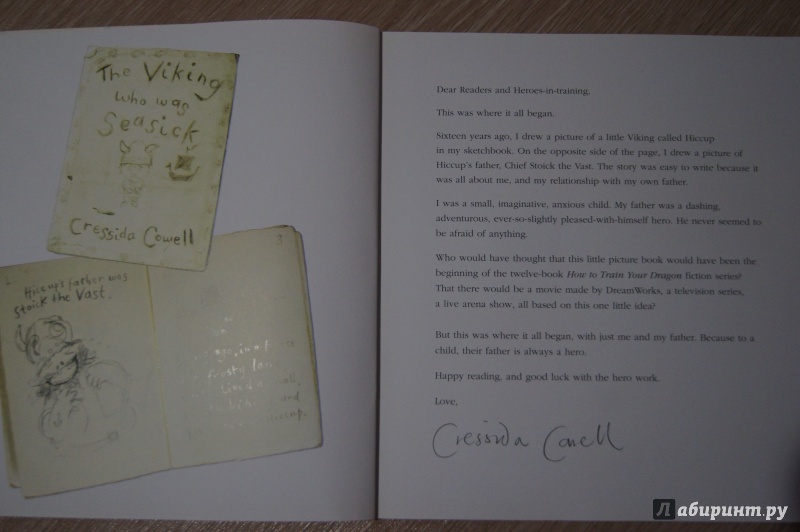 The Viking
who was
Seasick
Cressida Cowell
Hiccup's father was
Stoick the Vast.
3
frosty
and
Dear Readers and Heroes-in-training,
This was where it all began.
Sixteen years ago, I drew a picture of a little Viking called Hiccup
in my sketchbook. On the opposite side of the page, I drew a picture of
Hiccup's father, Chief Stoick the Vast. The story was easy to write because it
was all about me, and my relationship with my own father.
I was a small, imaginative, anxious child. My father was a dashing,
adventurous, ever-so-slightly pleased-with-himself hero. He never seemed to
be afraid of anything.
Who would have thought that this little picture book would have been the
beginning of the twelve-book How to Train Your Dragon fiction series?
That there would be a movie made by DreamWorks, a television series,
a live arena show, all based on this one little idea?
But this was where it all began, with just me and my father. Because to a
child, their father is always a hero.
Happy reading, and good luck with the hero work.
Love,
Cressida Cowell
Лабиринт.ру